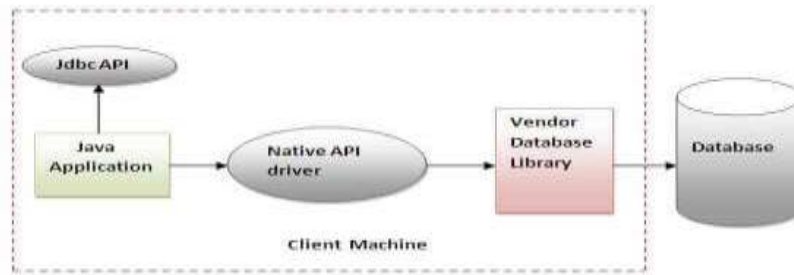 Jdbc API
Java
Application
Native API
driver
Vendor
Database
Library
Database
Client Machine